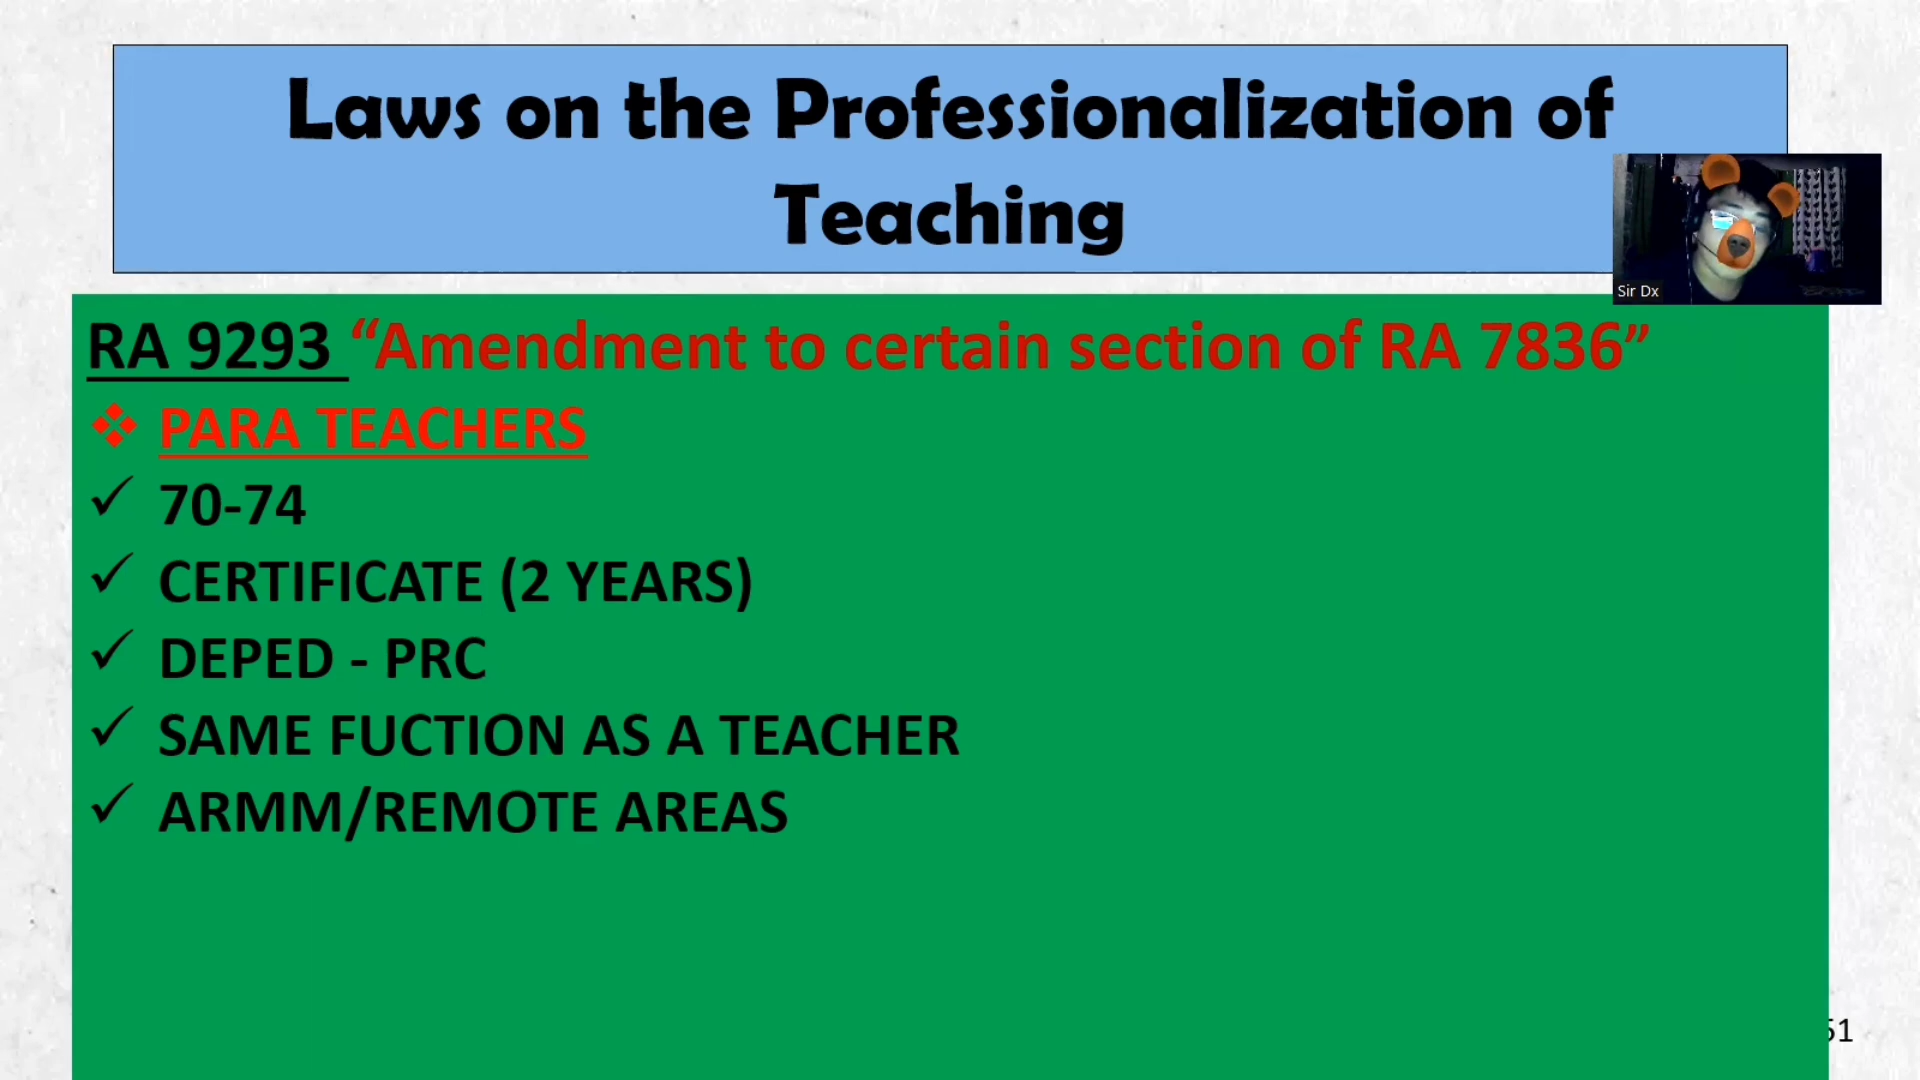 Laws on the Professionalization of
Teaching
Sir Dx
RA 9293 “Amendment to certain section of RA 7836”
PARA TEACHERS
70-74
CERTIFICATE (2 YEARS)
DEPED - PRC
SAME FUCTION AS A TEACHER
ARMM/REMOTE AREAS
51